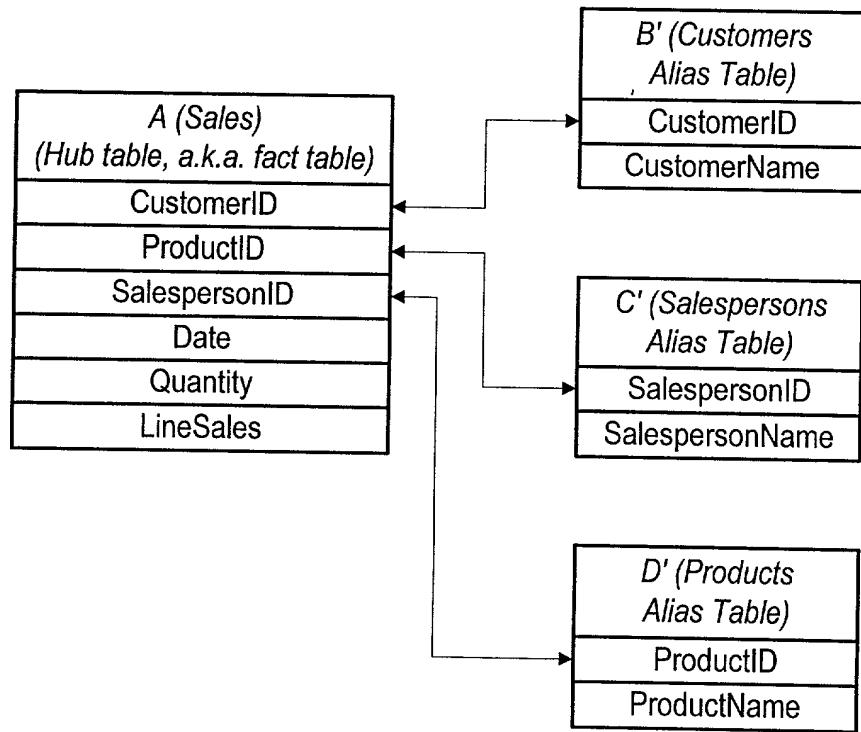 A (Sales)
(Hub table, a.k.a. fact table)
CustomerID
ProductID
SalespersonID
Date
Quantity
LineSales
B' (Customers
Alias Table)
CustomerID
CustomerName
C' (Salespersons
Alias Table)
SalespersonID
SalespersonName
D' (Products
Alias Table)
ProductID
ProductName